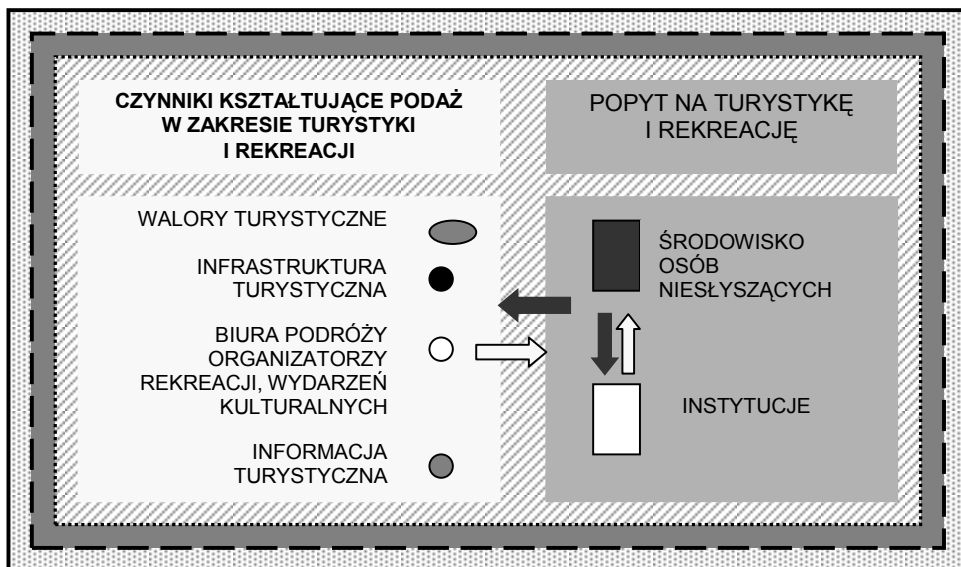 CZYNNIKI KSZTAŁTUJĄCE PODAŻ
W ZAKRESIE TURYSTYKI
I REKREACJI
POPYT NA TURYSTYKĘ
I REKREACJĘ
WALORY TURYSTYCZNE
INFRASTRUKTURA
TURYSTYCZNA
BIURA PODRÓŻY
ORGANIZATORZY
REKREACJI, WYDARZEŃ
KULTURALNYCH
INFORMACJA
TURYSTYCZNA
ŚRODOWISKO
OSÓB
NIESŁYSZĄCYCH
INSTYTUCJE